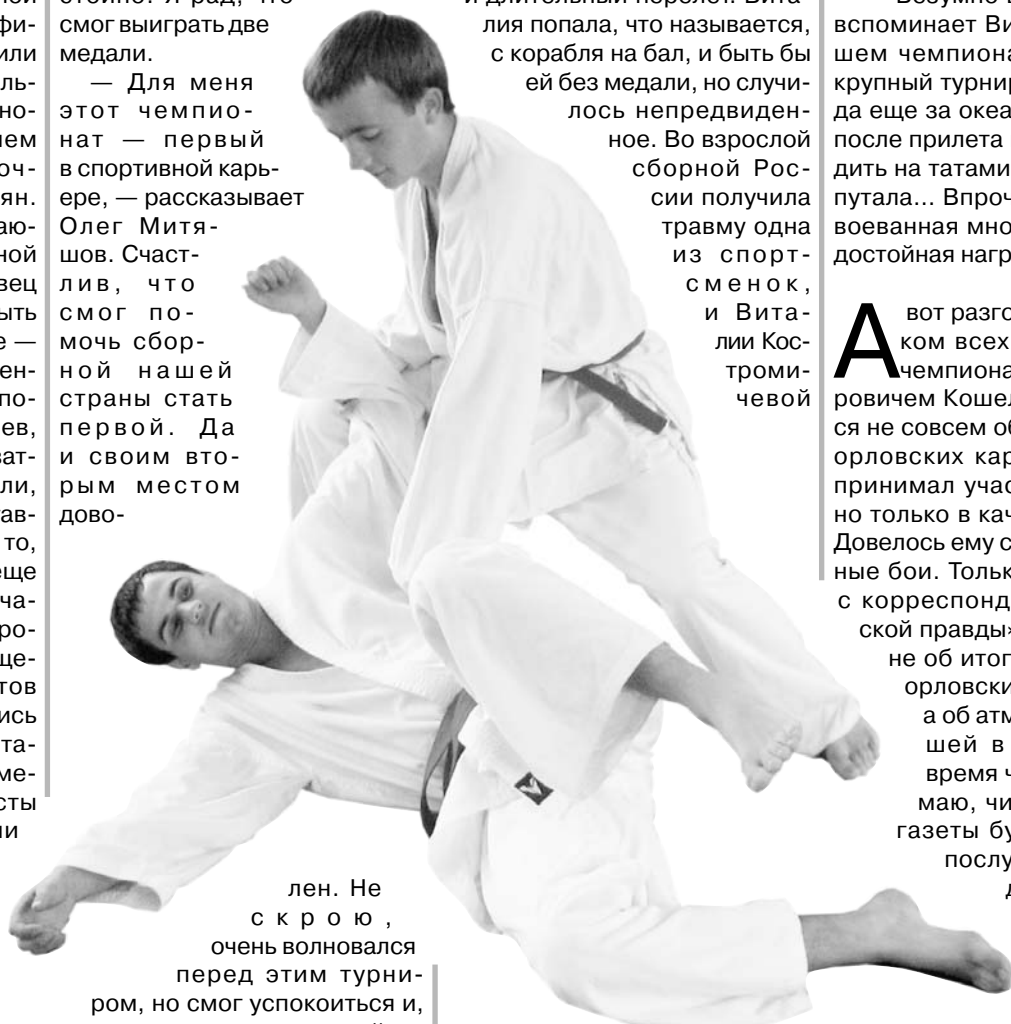 смог выиграть две
медали.
— Для меня
этот чемпио-
нат — первый
в спортивной карь-
ере, — рассказывает
Олег Митя-
шов. Счаст-
лив, что
смог по-
мочь сбор-
ной нашей
страны стать
первой. Да
и своим вто-
рым местом
дово-
лен. Не
скрою,
очень волновался
перед этим турни-
ром, но смог успокоиться и,
лия попала, что называется,
с корабля на бал, и быть бы
ей без медали, но случи-
лось непредвиден-
ное. Во взрослой
сборной Рос-
сии получила
травму одна
из спорт-
сменок,
и Вита-
лии Кос-
троми-
чевой
вспоминает Ви
шем чемпиона
крупный турнир
да еще за океа
после прилета
дить на татами
путала... Впроч
воеванная мно
достойная нагр
А вот разго
ком всех
чемпиона
ровичем Кошел
ся не совсем об
орловских кар
принимал учас
но только в кач
Довелось ему с
ные бои. Тольк
с корреспонд
ской правды»
не об итог
орловски
а об атм
шей в
время ч
маю, чи
газеты бу
послу